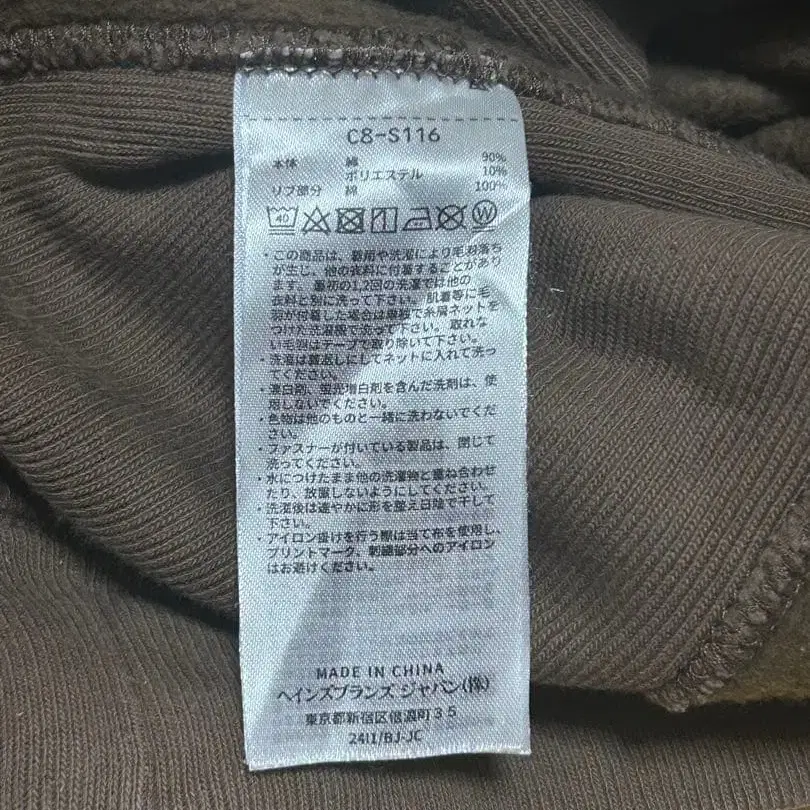 C8-S116
本体 綿 90%
ポリエステル 10%
リブ部分 綿 100%
40
W
・この商品は、着用や洗濯により毛羽落ち
が生じ、他の衣料に付着することがあり
ます。最初の1,2回の洗濯では他の
衣料と別に洗って下さい。肌着等に毛
羽が付着した場合は単独で糸屑ネットを
つけた洗濯機で洗って下さい。取れな
い毛羽はテープで取り除いて下さい。
・洗濯は裏返しにしてネットに入れて洗っ
てください。
・漂白剤、蛍光増白剤を含んだ洗剤は、使
用しないでください。
・色物は他のものと一緒に洗わないでくだ
さい。
・ファスナーが付いている製品は、閉じて
洗ってください。
・水につけたまま他の洗濯物と重ね合わせ
たり、放置しないようにしてください。
・洗濯後は速やかに形を整え日陰で干して
下さい。
・アイロン掛けを行う際は当て布を使用し、
プリントマーク、刺繍部分へのアイロン
はお避けください。
MADE IN CHINA
ヘインズブランズ ジャパン(株)
東京都新宿区信濃町35
24I1/BJ-JC